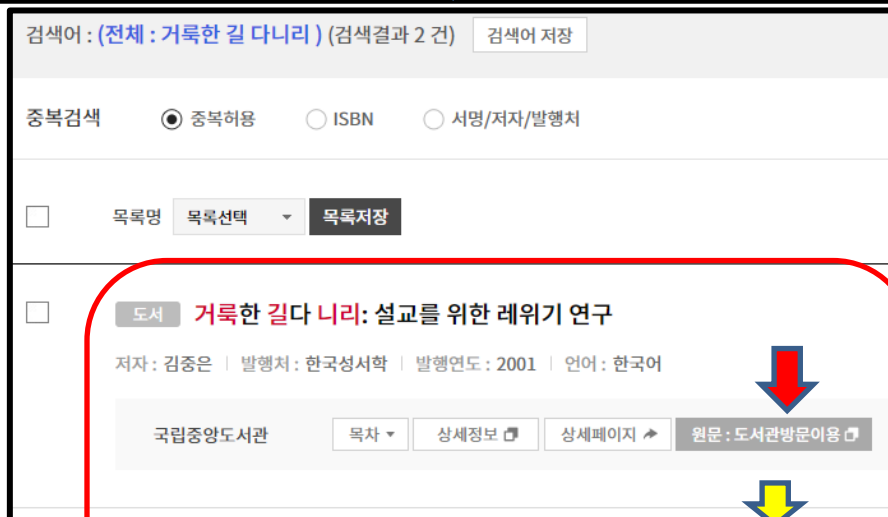 검색어 : (전체 : 거룩한 길 다니리 ) (검색결과 2 건) 검색어 저장
중복검색 중복허용 ISBN 서명/저자/발행처
목록명 목록선택 목록저장
도서 거룩한 길다 니리: 설교를 위한 레위기 연구
저자 : 김중은 | 발행처 : 한국성서학 | 발행연도 : 2001 | 언어 : 한국어
국립중앙도서관 목차 상세정보 상세페이지 원문 : 도서관방문이용